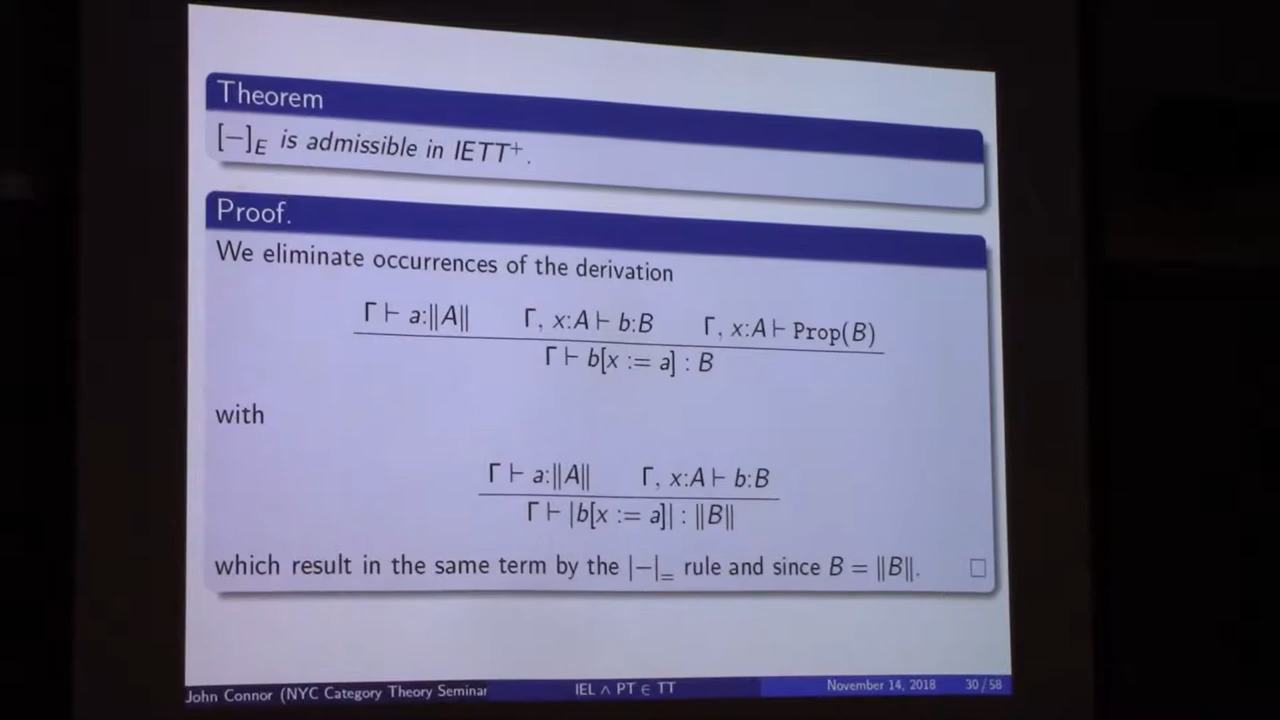 Theorem
[−]E is admissible in IETT⁺.
Proof.
We eliminate occurrences of the derivation
Γ ⊢ a:‖A‖ Γ, x:A ⊢ b:B Γ, x:A ⊢ Prop(B)
Γ ⊢ b[x := a] : B
with
Γ ⊢ a:‖A‖ Γ, x:A ⊢ b:B
Γ ⊢ |b[x := a]| : ‖B‖
which result in the same term by the |−|₌ rule and since B = ‖B‖. □
John Connor (NYC Category Theory Seminar IEL ∧ PT ∈ TT November 14, 2018 30 / 58